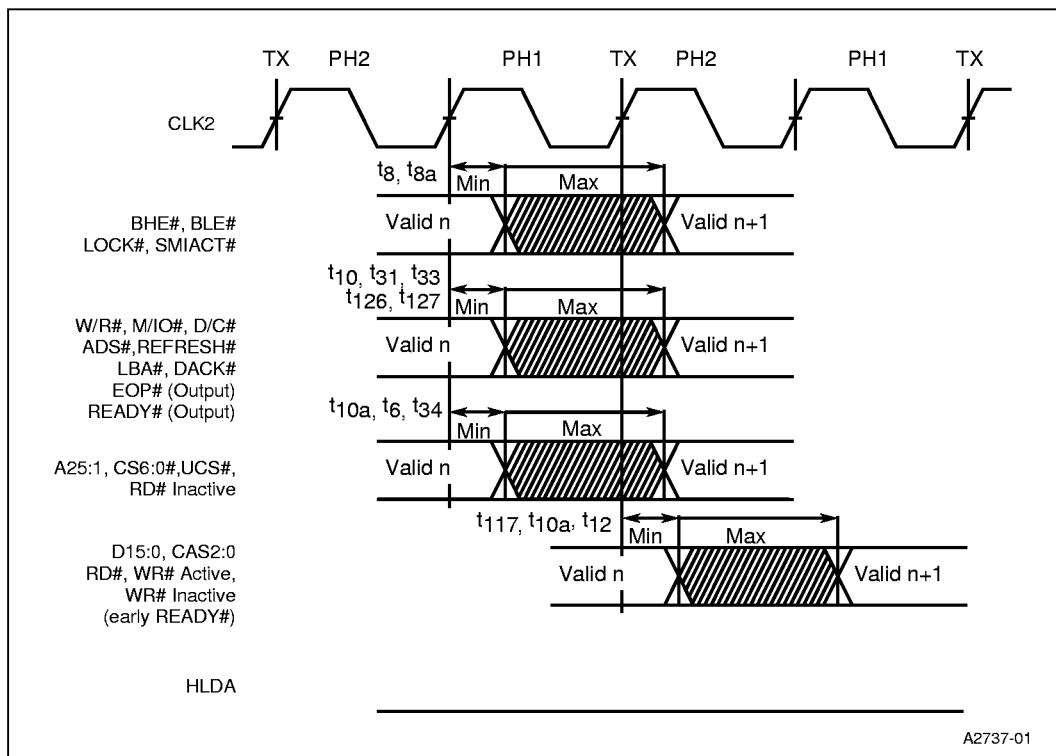 TX PH2 PH1 TX PH2 PH1 TX
CLK2
t8, t8a
Min Max
BHE#, BLE#
LOCK#, SMIACT#
Valid n Valid n+1
t10, t31, t33
t126, t127
Min Max
W/R#, M/IO#, D/C#
ADS#,REFRESH#
LBA#, DACK#
EOP# (Output)
READY# (Output)
Valid n Valid n+1
t10a, t6, t34
Min Max
A25:1, CS6:0#,UCS#,
RD# Inactive
Valid n Valid n+1
t117, t10a, t12
Min Max
D15:0, CAS2:0
RD#, WR# Active,
WR# Inactive
(early READY#)
Valid n Valid n+1
HLDA
A2737-01